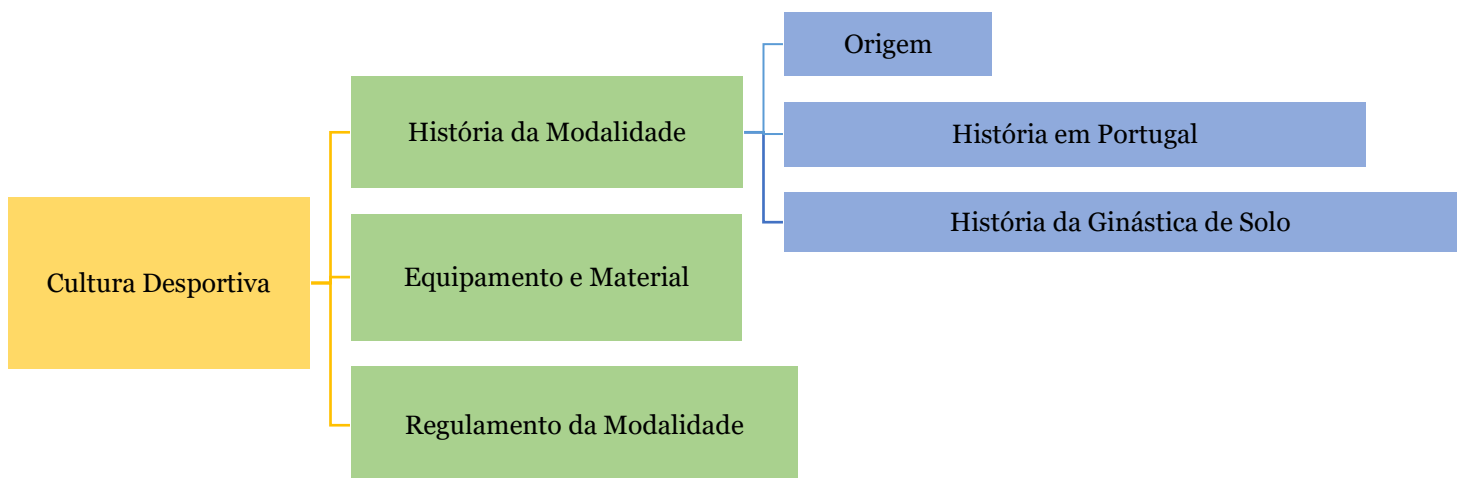 Cultura Desportiva
História da Modalidade
Origem
História em Portugal
História da Ginástica de Solo
Equipamento e Material
Regulamento da Modalidade